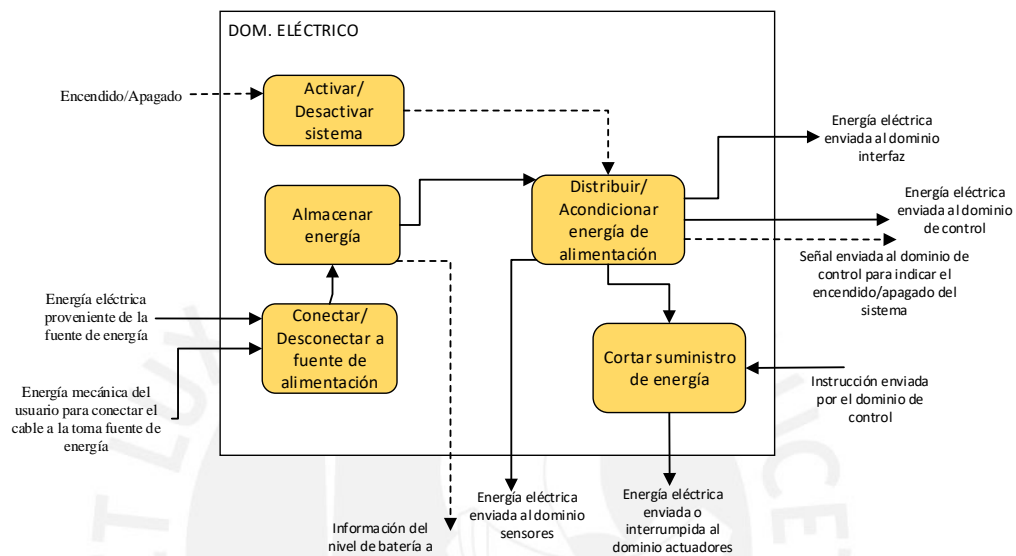 DOM. ELÉCTRICO
Encendido/Apagado
Activar/
Desactivar
sistema
Energía eléctrica
enviada al dominio
interfaz
Almacenar
energía
Distribuir/
Acondicionar
energía de
alimentación
Energía eléctrica
enviada al dominio
de control
Señal enviada al dominio de
control para indicar el
encendido/apagado del
sistema
Energía eléctrica
proveniente de la
fuente de energía
Conectar/
Desconectar a
fuente de
alimentación
Cortar suministro
de energía
Energía mecánica del
usuario para conectar el
cable a la toma fuente de
energía
Instrucción enviada
por el dominio de
control
Información del
nivel de batería a
Energía eléctrica
enviada al dominio
sensores
Energía eléctrica
enviada o
interrumpida al
dominio actuadores
ET LUX